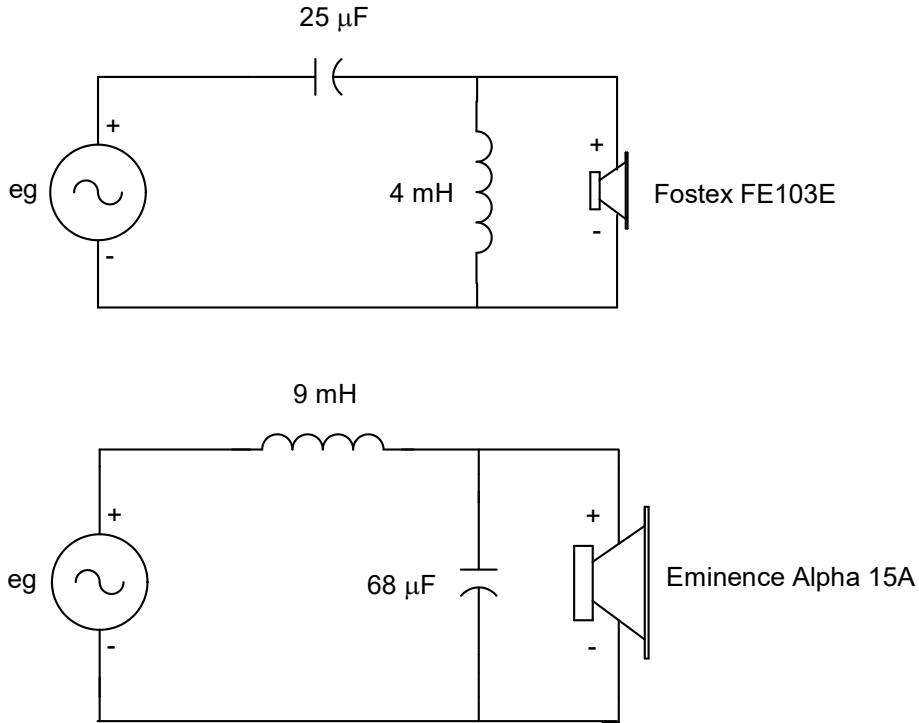 25 μF
+
eg
-
4 mH
+
-
Fostex FE103E
9 mH
+
eg
-
68 μF
+
-
Eminence Alpha 15A